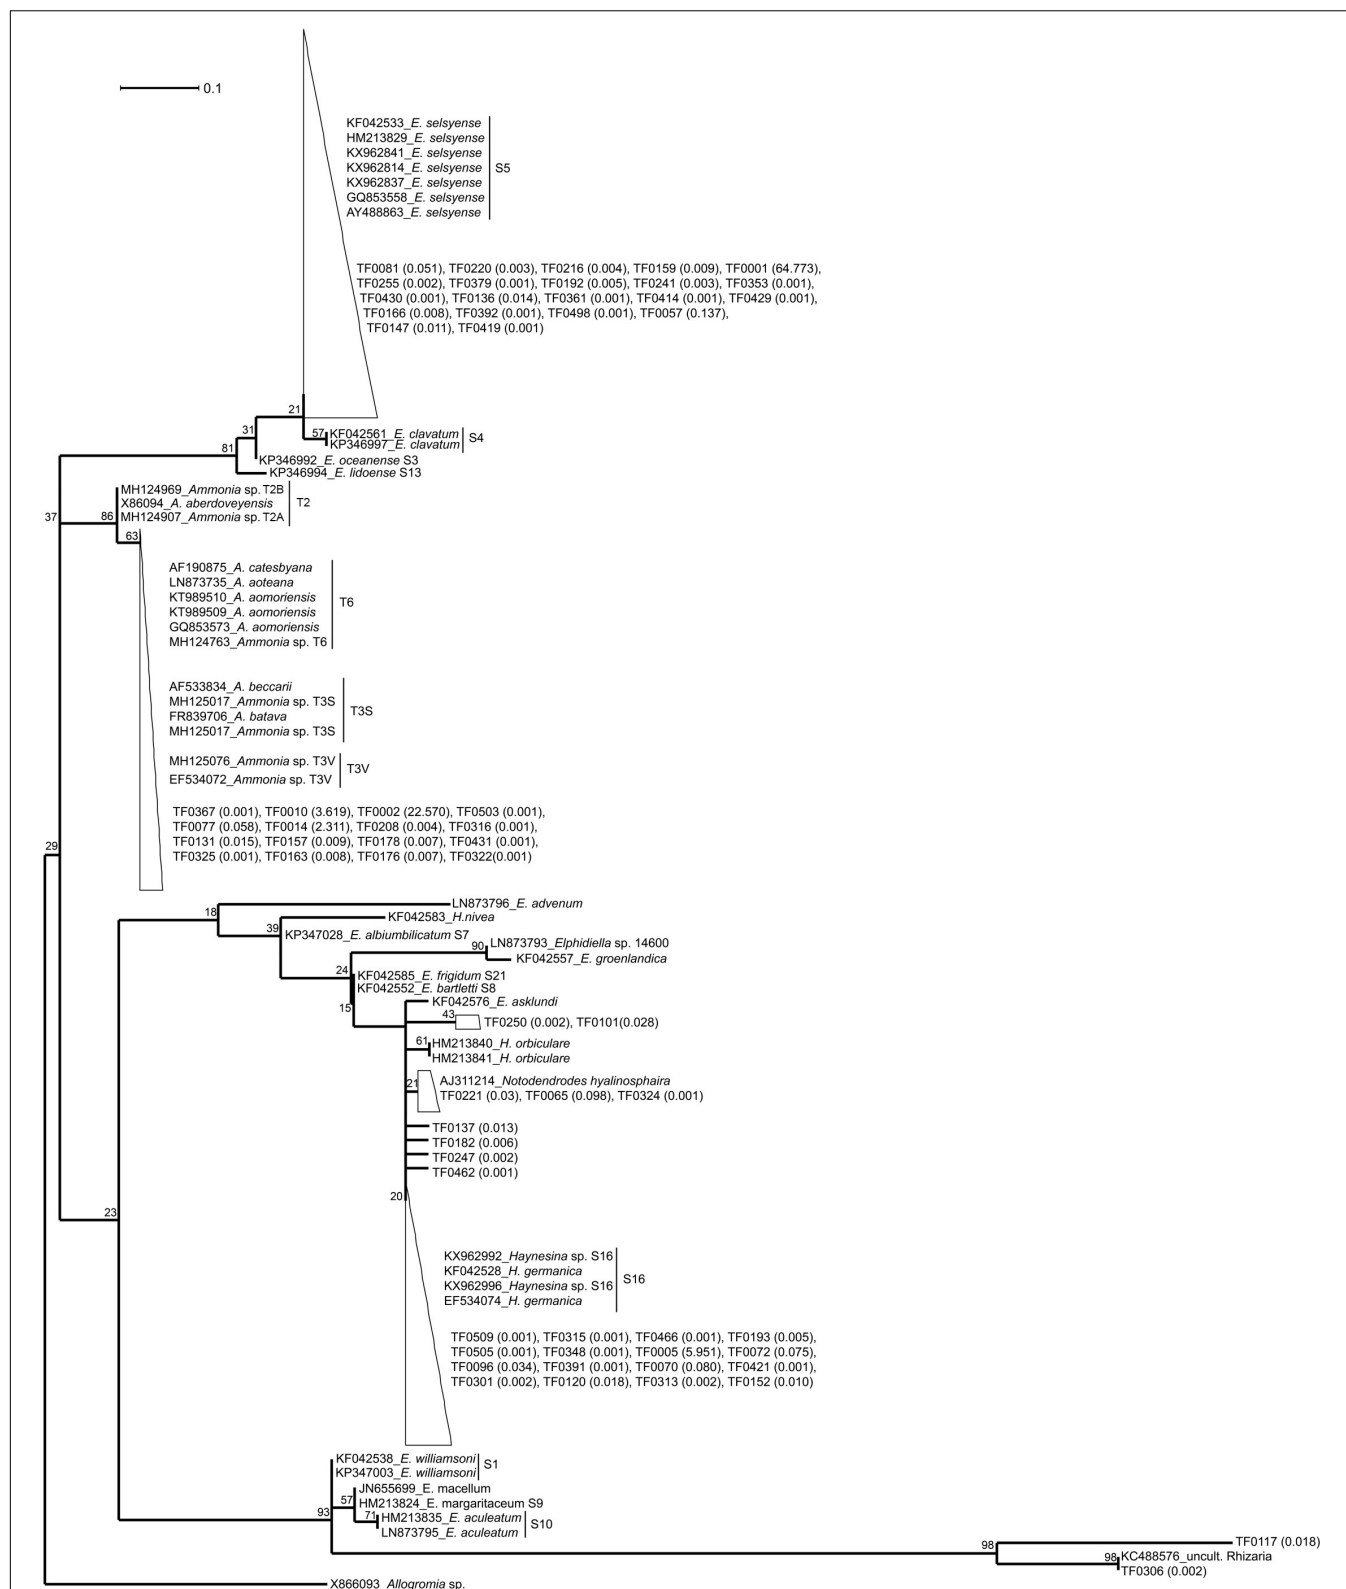 0.1
KF042533_E. selsyense
HM213829_E. selsyense
KX962841_E. selsyense
KX962814_E. selsyense
KX962837_E. selsyense
GQ853558_E. selsyense
AY488863_E. selsyense
S5
TF0081 (0.051), TF0220 (0.003), TF0216 (0.004), TF0159 (0.009), TF0001 (64.773),
TF0255 (0.002), TF0379 (0.001), TF0192 (0.005), TF0241 (0.003), TF0353 (0.001),
TF0430 (0.001), TF0136 (0.014), TF0361 (0.001), TF0414 (0.001), TF0429 (0.001),
TF0166 (0.008), TF0392 (0.001), TF0498 (0.001), TF0057 (0.137),
TF0147 (0.011), TF0419 (0.001)
21
31
57
KF042561_E. clavatum
KP346997_E. clavatum
S4
81
KP346992_E. oceanense S3
KP346994_E. lidoense S13
MH124969_Ammonia sp. T2B
X86094_A. aberdoveyensis
MH124907_Ammonia sp. T2A
T2
37
86
63
AF190875_A. catesbyana
LN873735_A. aoteana
KT989510_A. aomoriensis
KT989509_A. aomoriensis
GQ853573_A. aomoriensis
MH124763_Ammonia sp. T6
T6
AF533834_A. beccarii
MH125017_Ammonia sp. T3S
FR839706_A. batava
MH125017_Ammonia sp. T3S
T3S
MH125076_Ammonia sp. T3V
EF534072_Ammonia sp. T3V
T3V
TF0367 (0.001), TF0010 (3.619), TF0002 (22.570), TF0503 (0.001),
TF0077 (0.058), TF0014 (2.311), TF0208 (0.004), TF0316 (0.001),
TF0131 (0.015), TF0157 (0.009), TF0178 (0.007), TF0431 (0.001),
TF0325 (0.001), TF0163 (0.008), TF0176 (0.007), TF0322(0.001)
29
18
LN873796_E. advenum
39
KF042583_H.nivea
KP347028_E. albiumbilicatum S7
90
LN873793_Elphidiella sp. 14600
KF042557_E. groenlandica
24
KF042585_E. frigidum S21
KF042552_E. bartletti S8
15
KF042576_E. asklundi
43
TF0250 (0.002), TF0101(0.028)
61
HM213840_H. orbiculare
HM213841_H. orbiculare
21
AJ311214_Notodendrodes hyalinosphaira
TF0221 (0.03), TF0065 (0.098), TF0324 (0.001)
TF0137 (0.013)
TF0182 (0.006)
TF0247 (0.002)
TF0462 (0.001)
20
23
KX962992_Haynesina sp. S16
KF042528_H. germanica
KX962996_Haynesina sp. S16
EF534074_H. germanica
S16
TF0509 (0.001), TF0315 (0.001), TF0466 (0.001), TF0193 (0.005),
TF0505 (0.001), TF0348 (0.001), TF0005 (5.951), TF0072 (0.075),
TF0096 (0.034), TF0391 (0.001), TF0070 (0.080), TF0421 (0.001),
TF0301 (0.002), TF0120 (0.018), TF0313 (0.002), TF0152 (0.010)
KF042538_E. williamsoni
KP347003_E. williamsoni
S1
93
57
JN655699_E. macellum
HM213824_E. margaritaceum S9
71
HM213835_E. aculeatum
LN873795_E. aculeatum
S10
98
TF0117 (0.018)
98
KC488576_uncult. Rhizaria
TF0306 (0.002)
X866093_Allogromia sp.